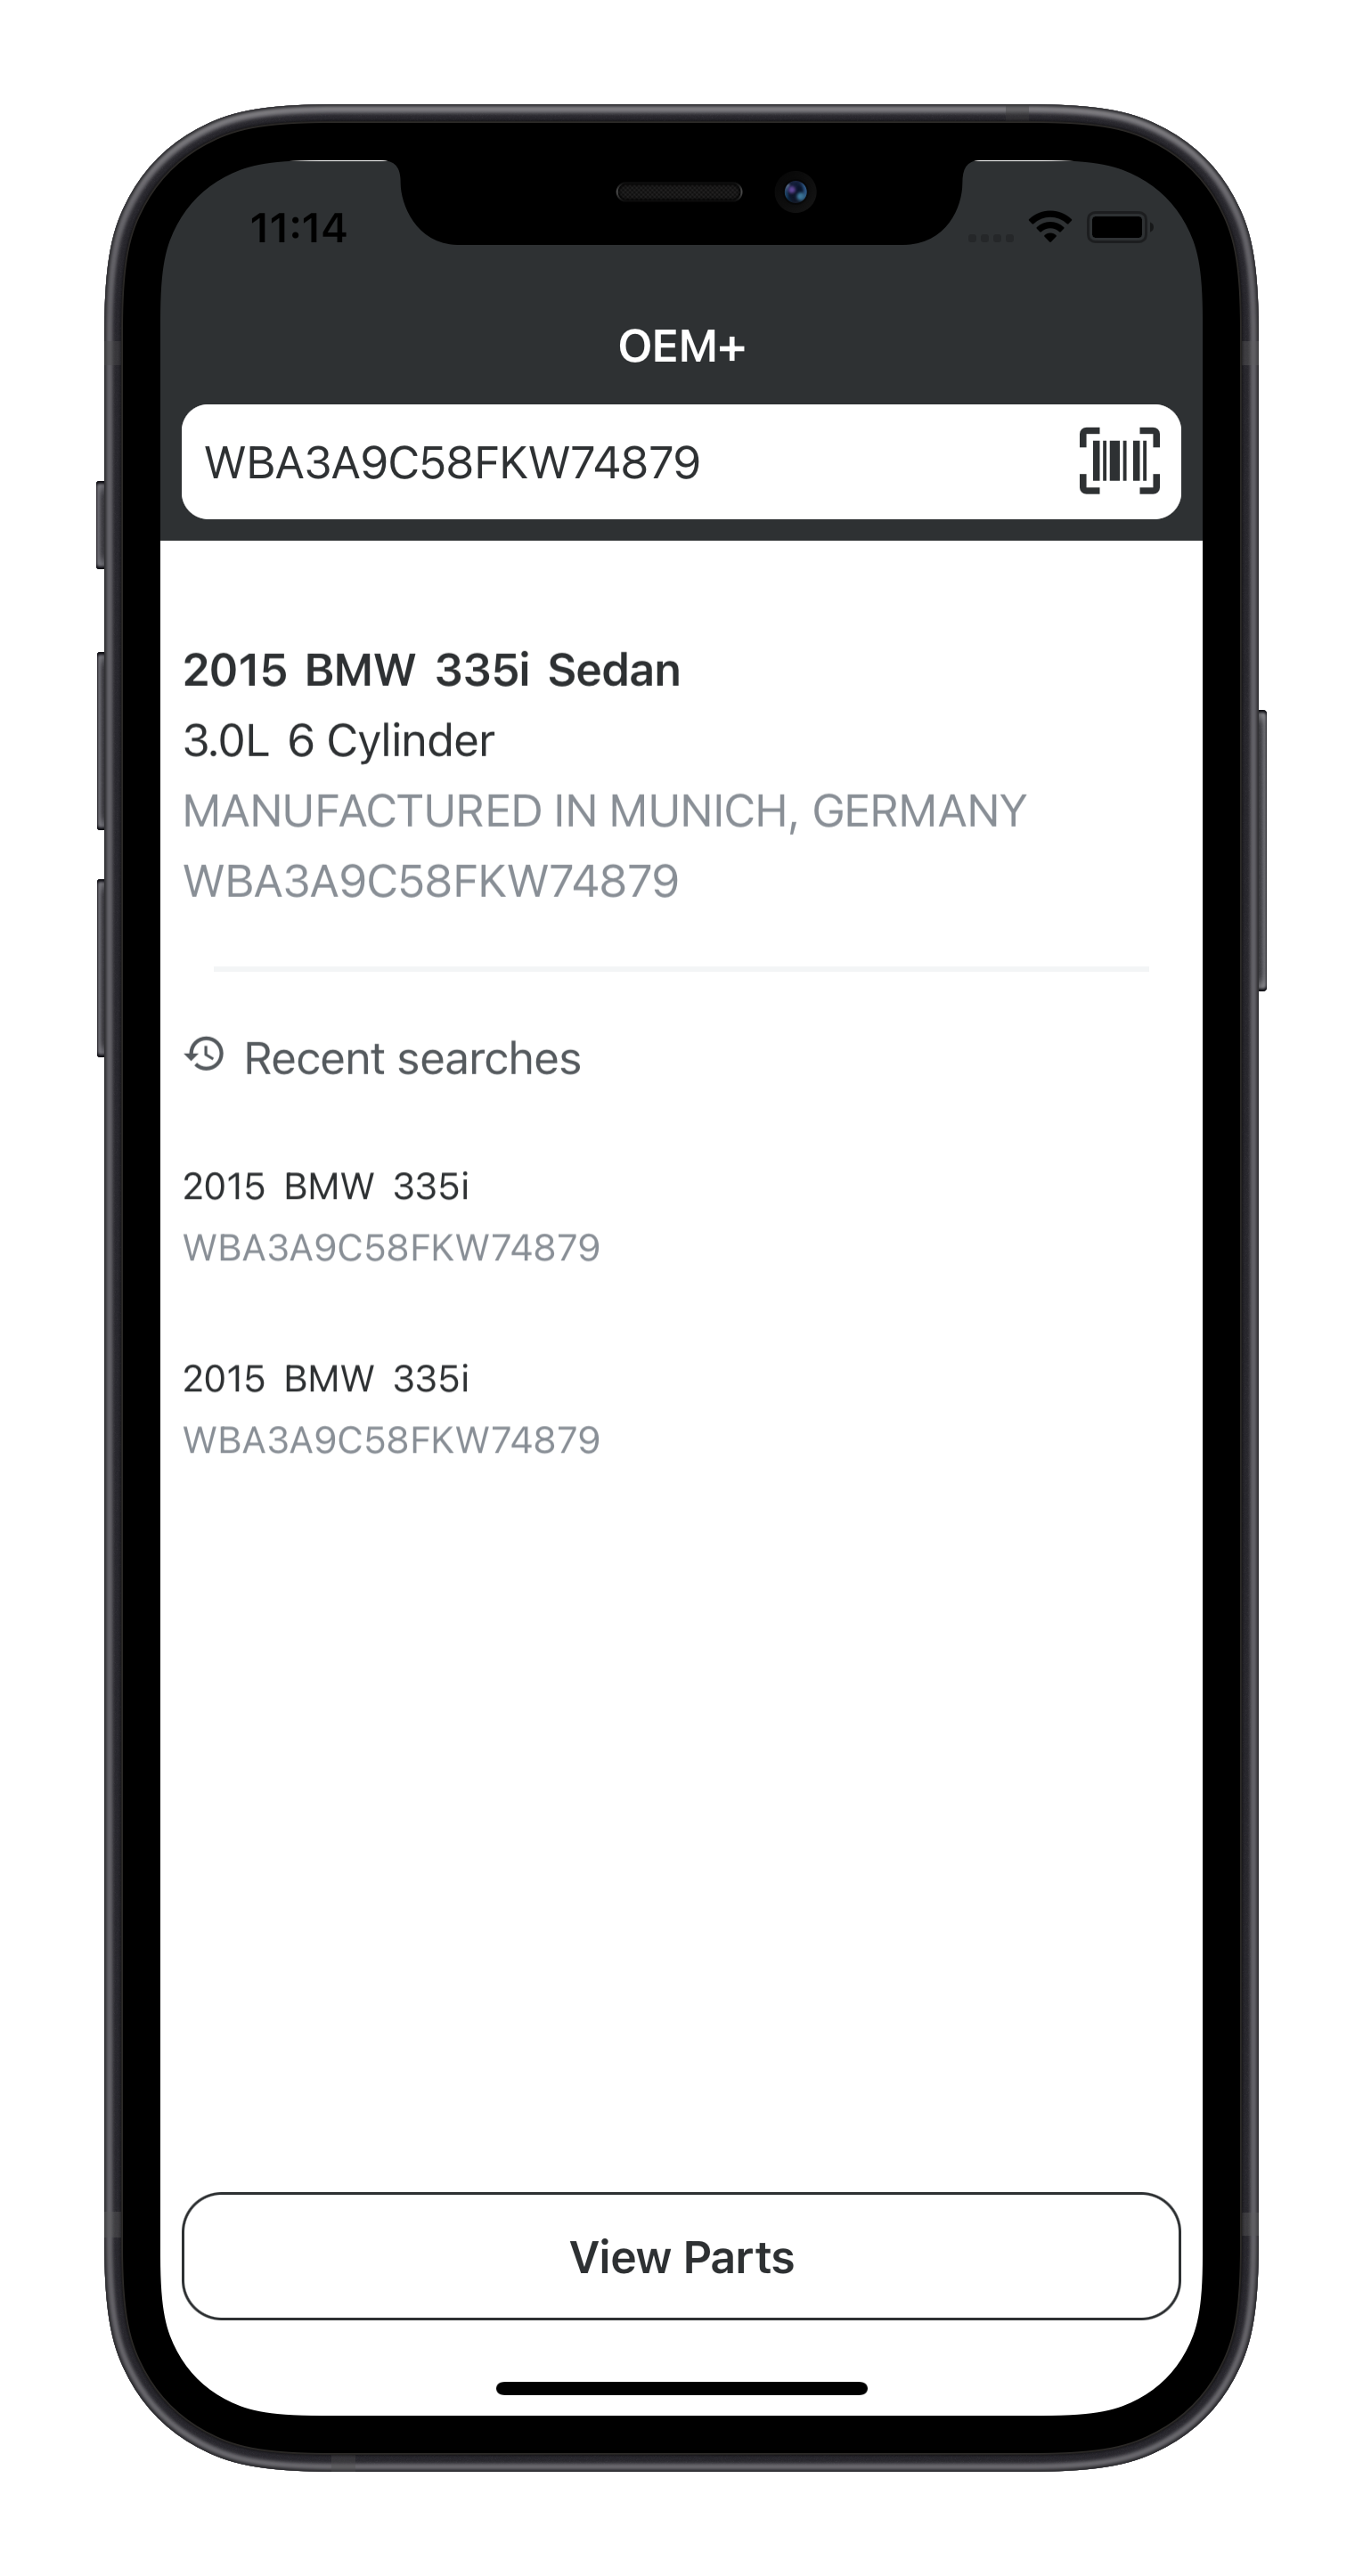 11:14
OEM+
WBA3A9C58FKW74879
2015 BMW 335i Sedan
3.0L 6 Cylinder
MANUFACTURED IN MUNICH, GERMANY
WBA3A9C58FKW74879
Recent searches
2015 BMW 335i
WBA3A9C58FKW74879
2015 BMW 335i
WBA3A9C58FKW74879
View Parts